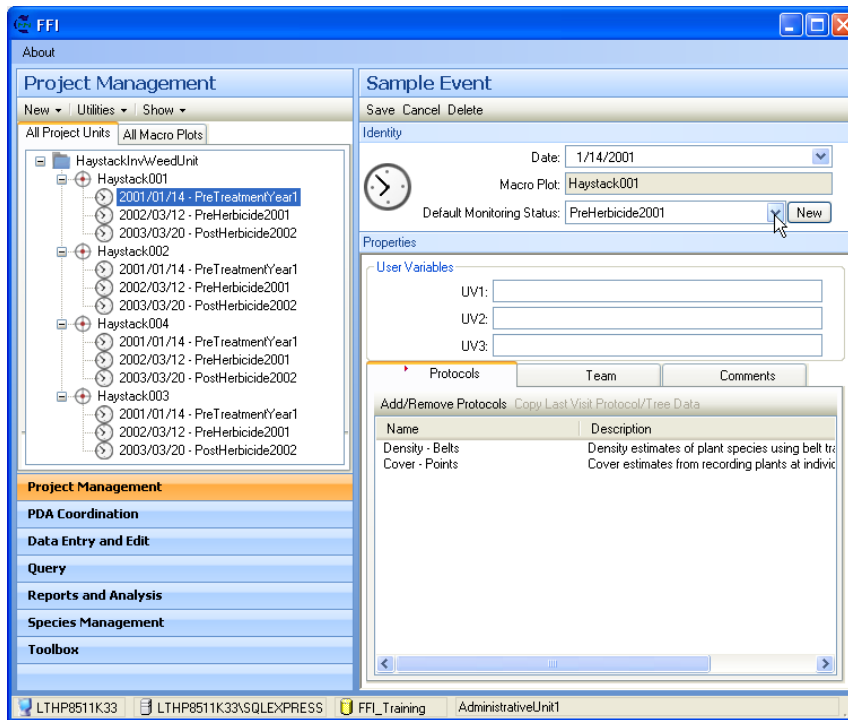 FFI
About
Project Management
New Utilities Show
All Project Units All Macro Plots
HaystackInvWeedUnit
Haystack001
2001/01/14 - PreTreatmentYear1
2002/03/12 - PreHerbicide2001
2003/03/20 - PostHerbicide2002
Haystack002
2001/01/14 - PreTreatmentYear1
2002/03/12 - PreHerbicide2001
2003/03/20 - PostHerbicide2002
Haystack004
2001/01/14 - PreTreatmentYear1
2002/03/12 - PreHerbicide2001
2003/03/20 - PostHerbicide2002
Haystack003
2001/01/14 - PreTreatmentYear1
2002/03/12 - PreHerbicide2001
2003/03/20 - PostHerbicide2002
Project Management
PDA Coordination
Data Entry and Edit
Query
Reports and Analysis
Species Management
Toolbox
Sample Event
Save Cancel Delete
Identity
Date: 1/14/2001
Macro Plot: Haystack001
Default Monitoring Status: PreHerbicide2001 New
Properties
User Variables
UV1:
UV2:
UV3:
Protocols Team Comments
Add/Remove Protocols Copy Last Visit Protocol/Tree Data
Name Description
Density - Belts Density estimates of plant species using belt tra
Cover - Points Cover estimates from recording plants at individ
LTHP8511K33 LTHP8511K33\SQLEXPRESS FFI_Training AdministrativeUnit1